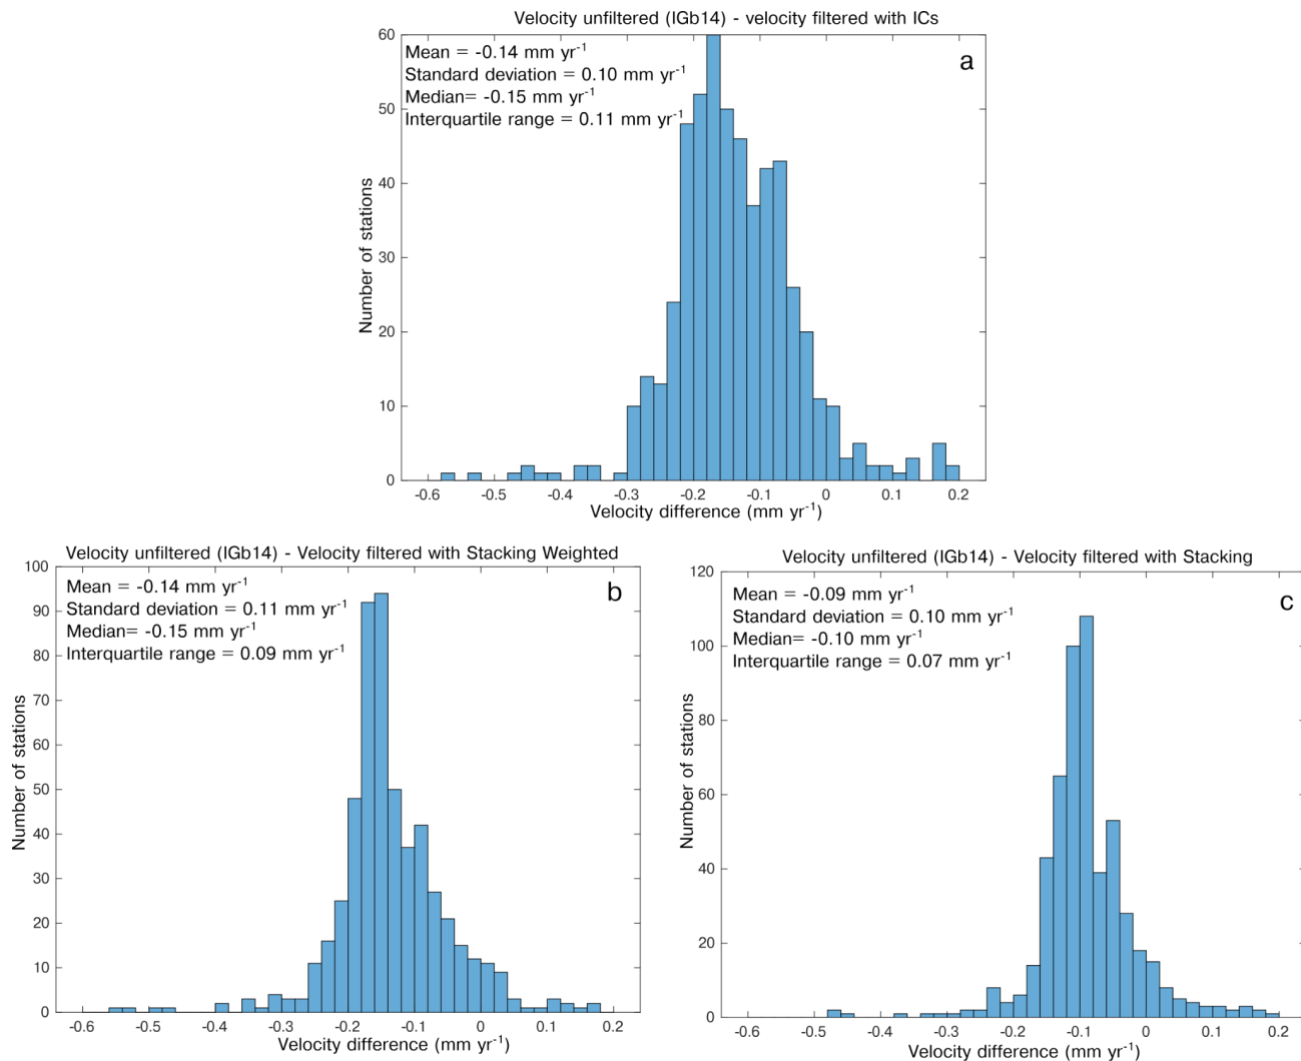 Velocity unfiltered (IGb14) - velocity filtered with ICs
Mean = -0.14 mm yr⁻¹
Standard deviation = 0.10 mm yr⁻¹
Median= -0.15 mm yr⁻¹
Interquartile range = 0.11 mm yr⁻¹
a
60
50
40
30
20
10
0
Number of stations
-0.6 -0.5 -0.4 -0.3 -0.2 -0.1 0 0.1 0.2
Velocity difference (mm yr⁻¹)
Velocity unfiltered (IGb14) - Velocity filtered with Stacking Weighted
Mean = -0.14 mm yr⁻¹
Standard deviation = 0.11 mm yr⁻¹
Median= -0.15 mm yr⁻¹
Interquartile range = 0.09 mm yr⁻¹
b
100
90
80
70
60
50
40
30
20
10
0
Number of stations
-0.6 -0.5 -0.4 -0.3 -0.2 -0.1 0 0.1 0.2
Velocity difference (mm yr⁻¹)
Velocity unfiltered (IGb14) - Velocity filtered with Stacking
Mean = -0.09 mm yr⁻¹
Standard deviation = 0.10 mm yr⁻¹
Median= -0.10 mm yr⁻¹
Interquartile range = 0.07 mm yr⁻¹
c
120
100
80
60
40
20
0
Number of stations
-0.6 -0.5 -0.4 -0.3 -0.2 -0.1 0 0.1 0.2
Velocity difference (mm yr⁻¹)